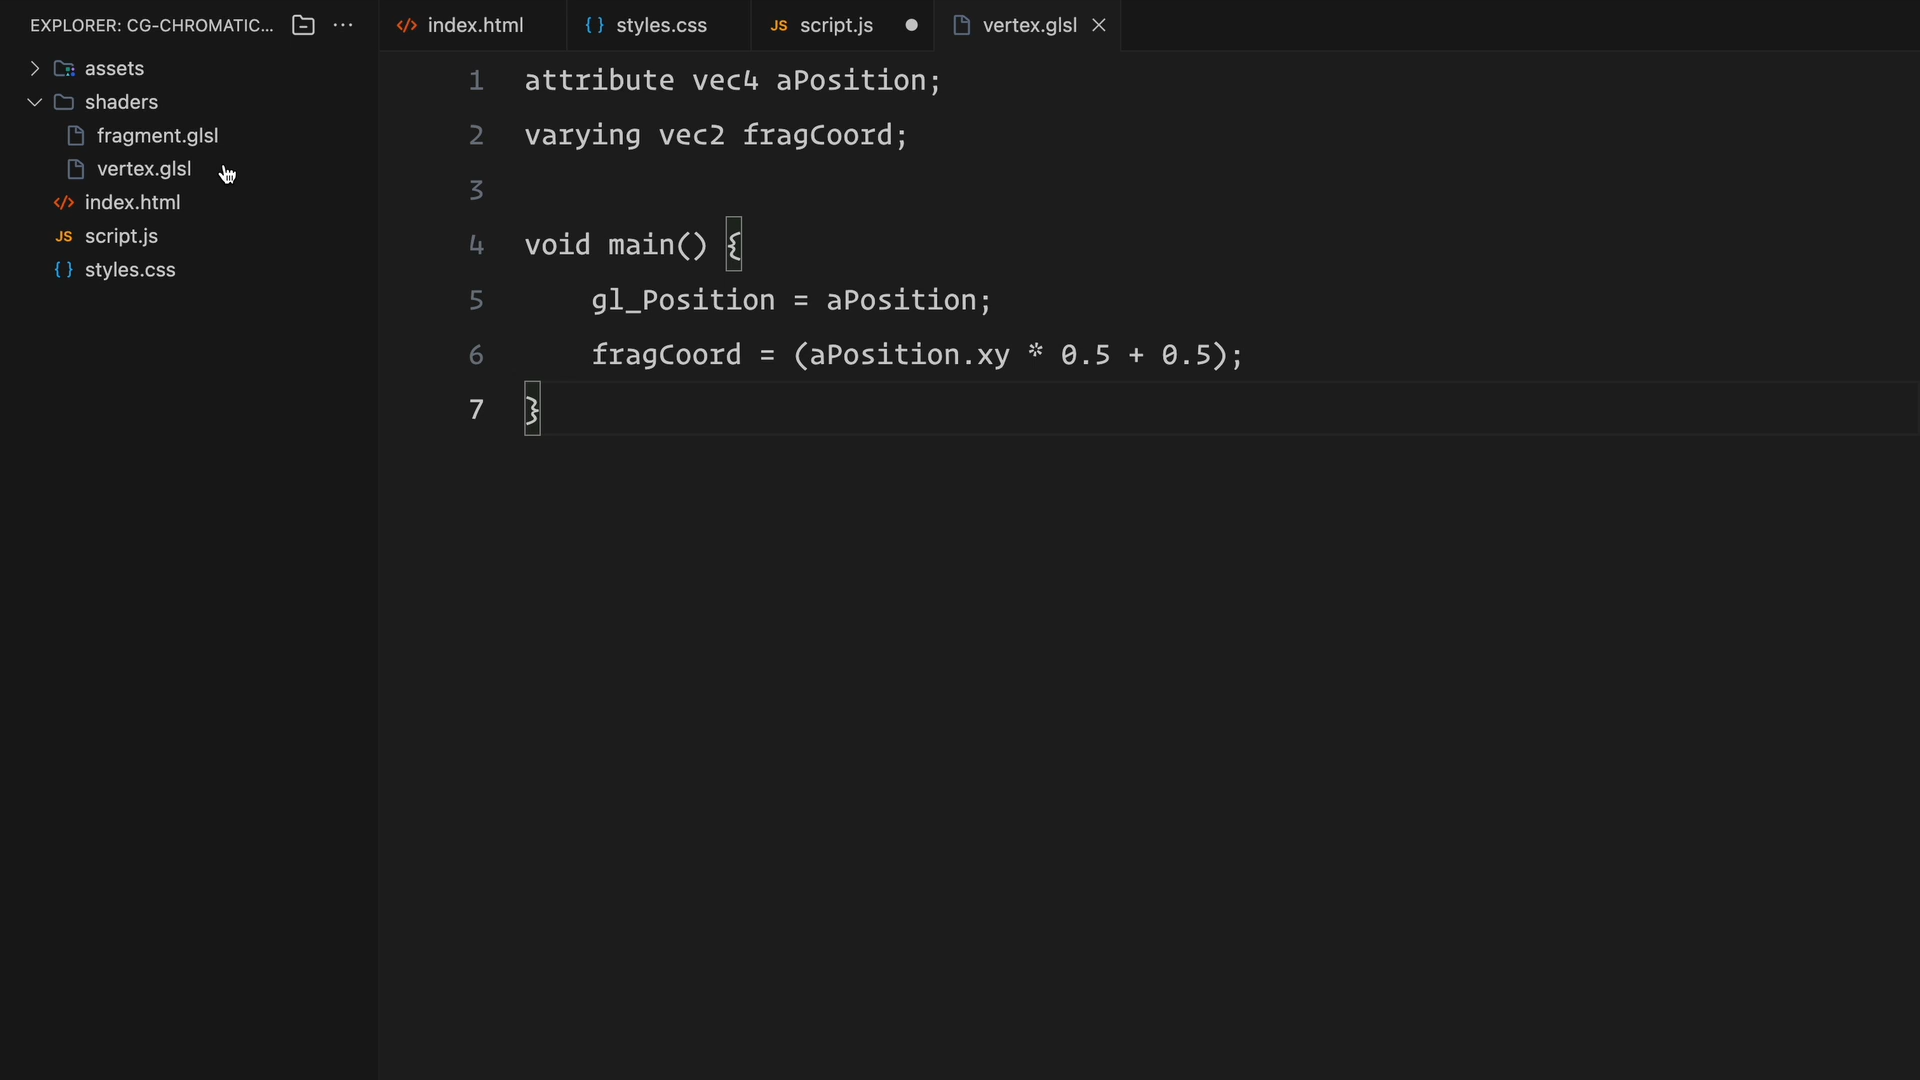 EXPLORER: CG-CHROMATIC...
assets
shaders
fragment.glsl
vertex.glsl
</> index.html
JS script.js
{ } styles.css
</> index.html
{ } styles.css
JS script.js
vertex.glsl
1 attribute vec4 aPosition;
2 varying vec2 fragCoord;
3
4 void main() {
5 gl_Position = aPosition;
6 fragCoord = (aPosition.xy * 0.5 + 0.5);
7 }